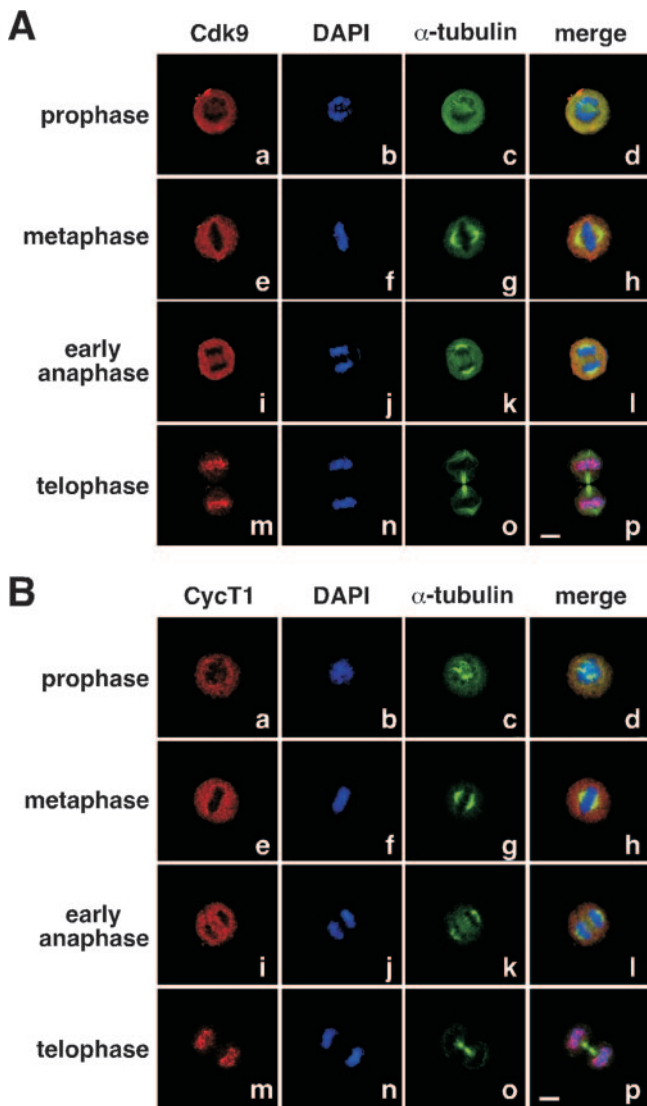 A
Cdk9 DAPI α-tubulin merge
prophase a b c d
metaphase e f g h
early
anaphase i j k l
telophase m n o p
B
CycT1 DAPI α-tubulin merge
prophase a b c d
metaphase e f g h
early
anaphase i j k l
telophase m n o p